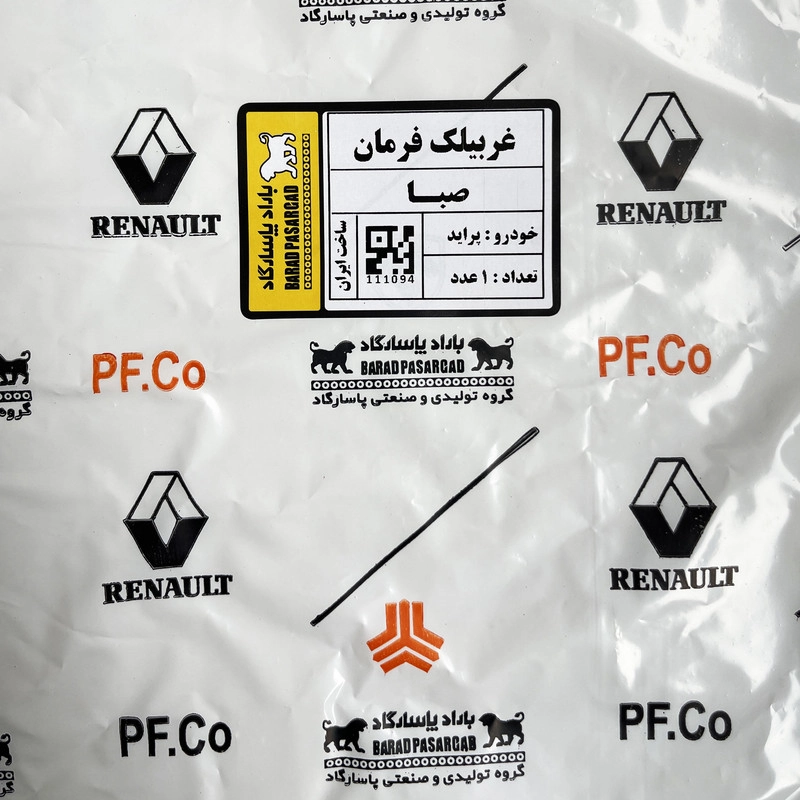 گروه تولیدی و صنعتی پاسارگاد
RENAULT
باراد پاسارگاد
BARAD PASARGAD
غربیلک فرمان
صبا
ساخت ایران
111094
خودرو : پراید
تعداد : ۱ عدد
RENAULT
PF.Co
باراد پاسارگاد
BARAD PASARGAD
گروه تولیدی و صنعتی پاسارگاد
PF.Co
RENAULT
RENAULT
PF.Co
باراد پاسارگاد
BARAD PASARGAD
گروه تولیدی و صنعتی پاسارگاد
PF.Co